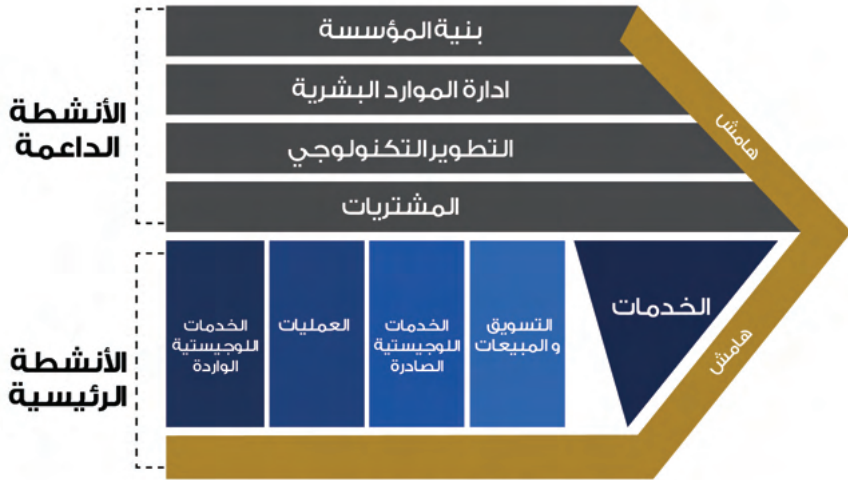 الأنشطة
الداعمة
بنية المؤسسة
ادارة الموارد البشرية
التطوير التكنولوجي
المشتريات
هامش
الأنشطة
الرئيسية
الخدمات
اللوجيستية
الواردة
العمليات
الخدمات
اللوجيستية
الصادرة
التسويق
و المبيعات
الخدمات
هامش